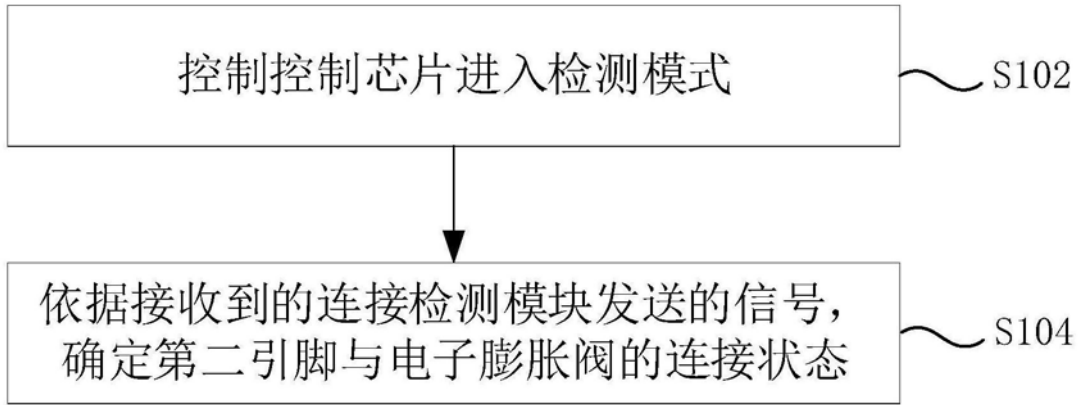 控制控制芯片进入检测模式
S102
依据接收到的连接检测模块发送的信号，
确定第二引脚与电子膨胀阀的连接状态
S104